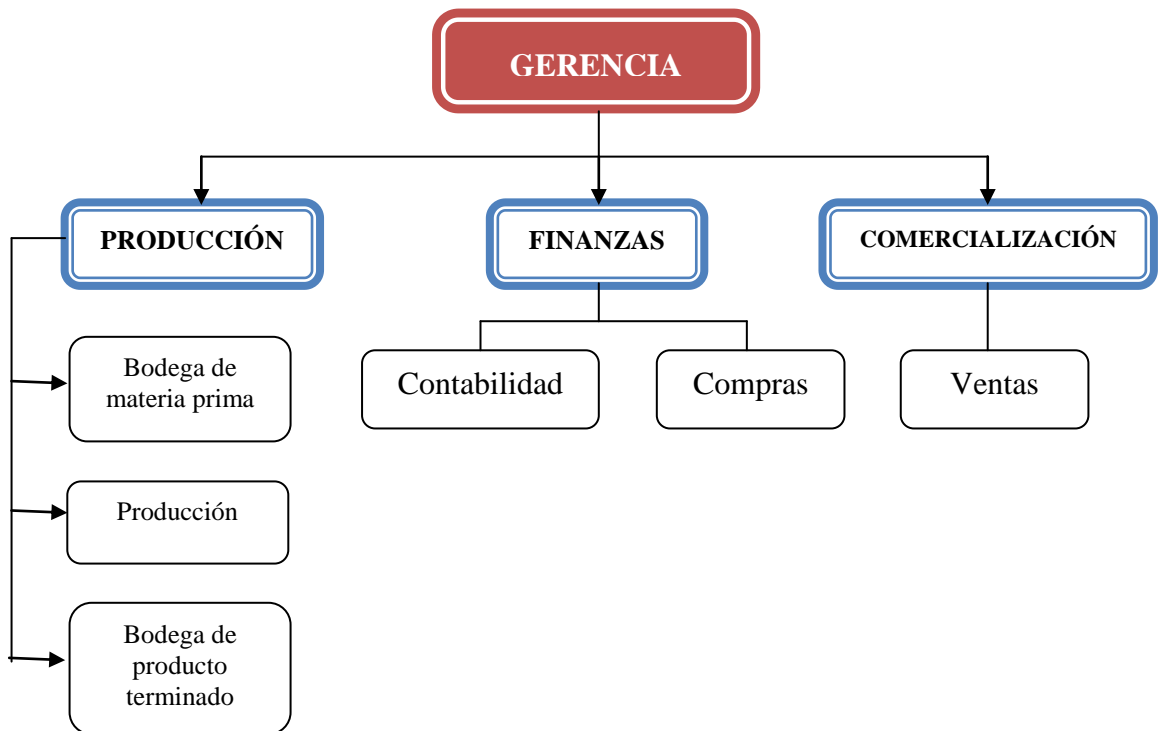 GERENCIA
PRODUCCIÓN
FINANZAS
COMERCIALIZACIÓN
Bodega de
materia prima
Contabilidad
Compras
Ventas
Producción
Bodega de
producto
terminado